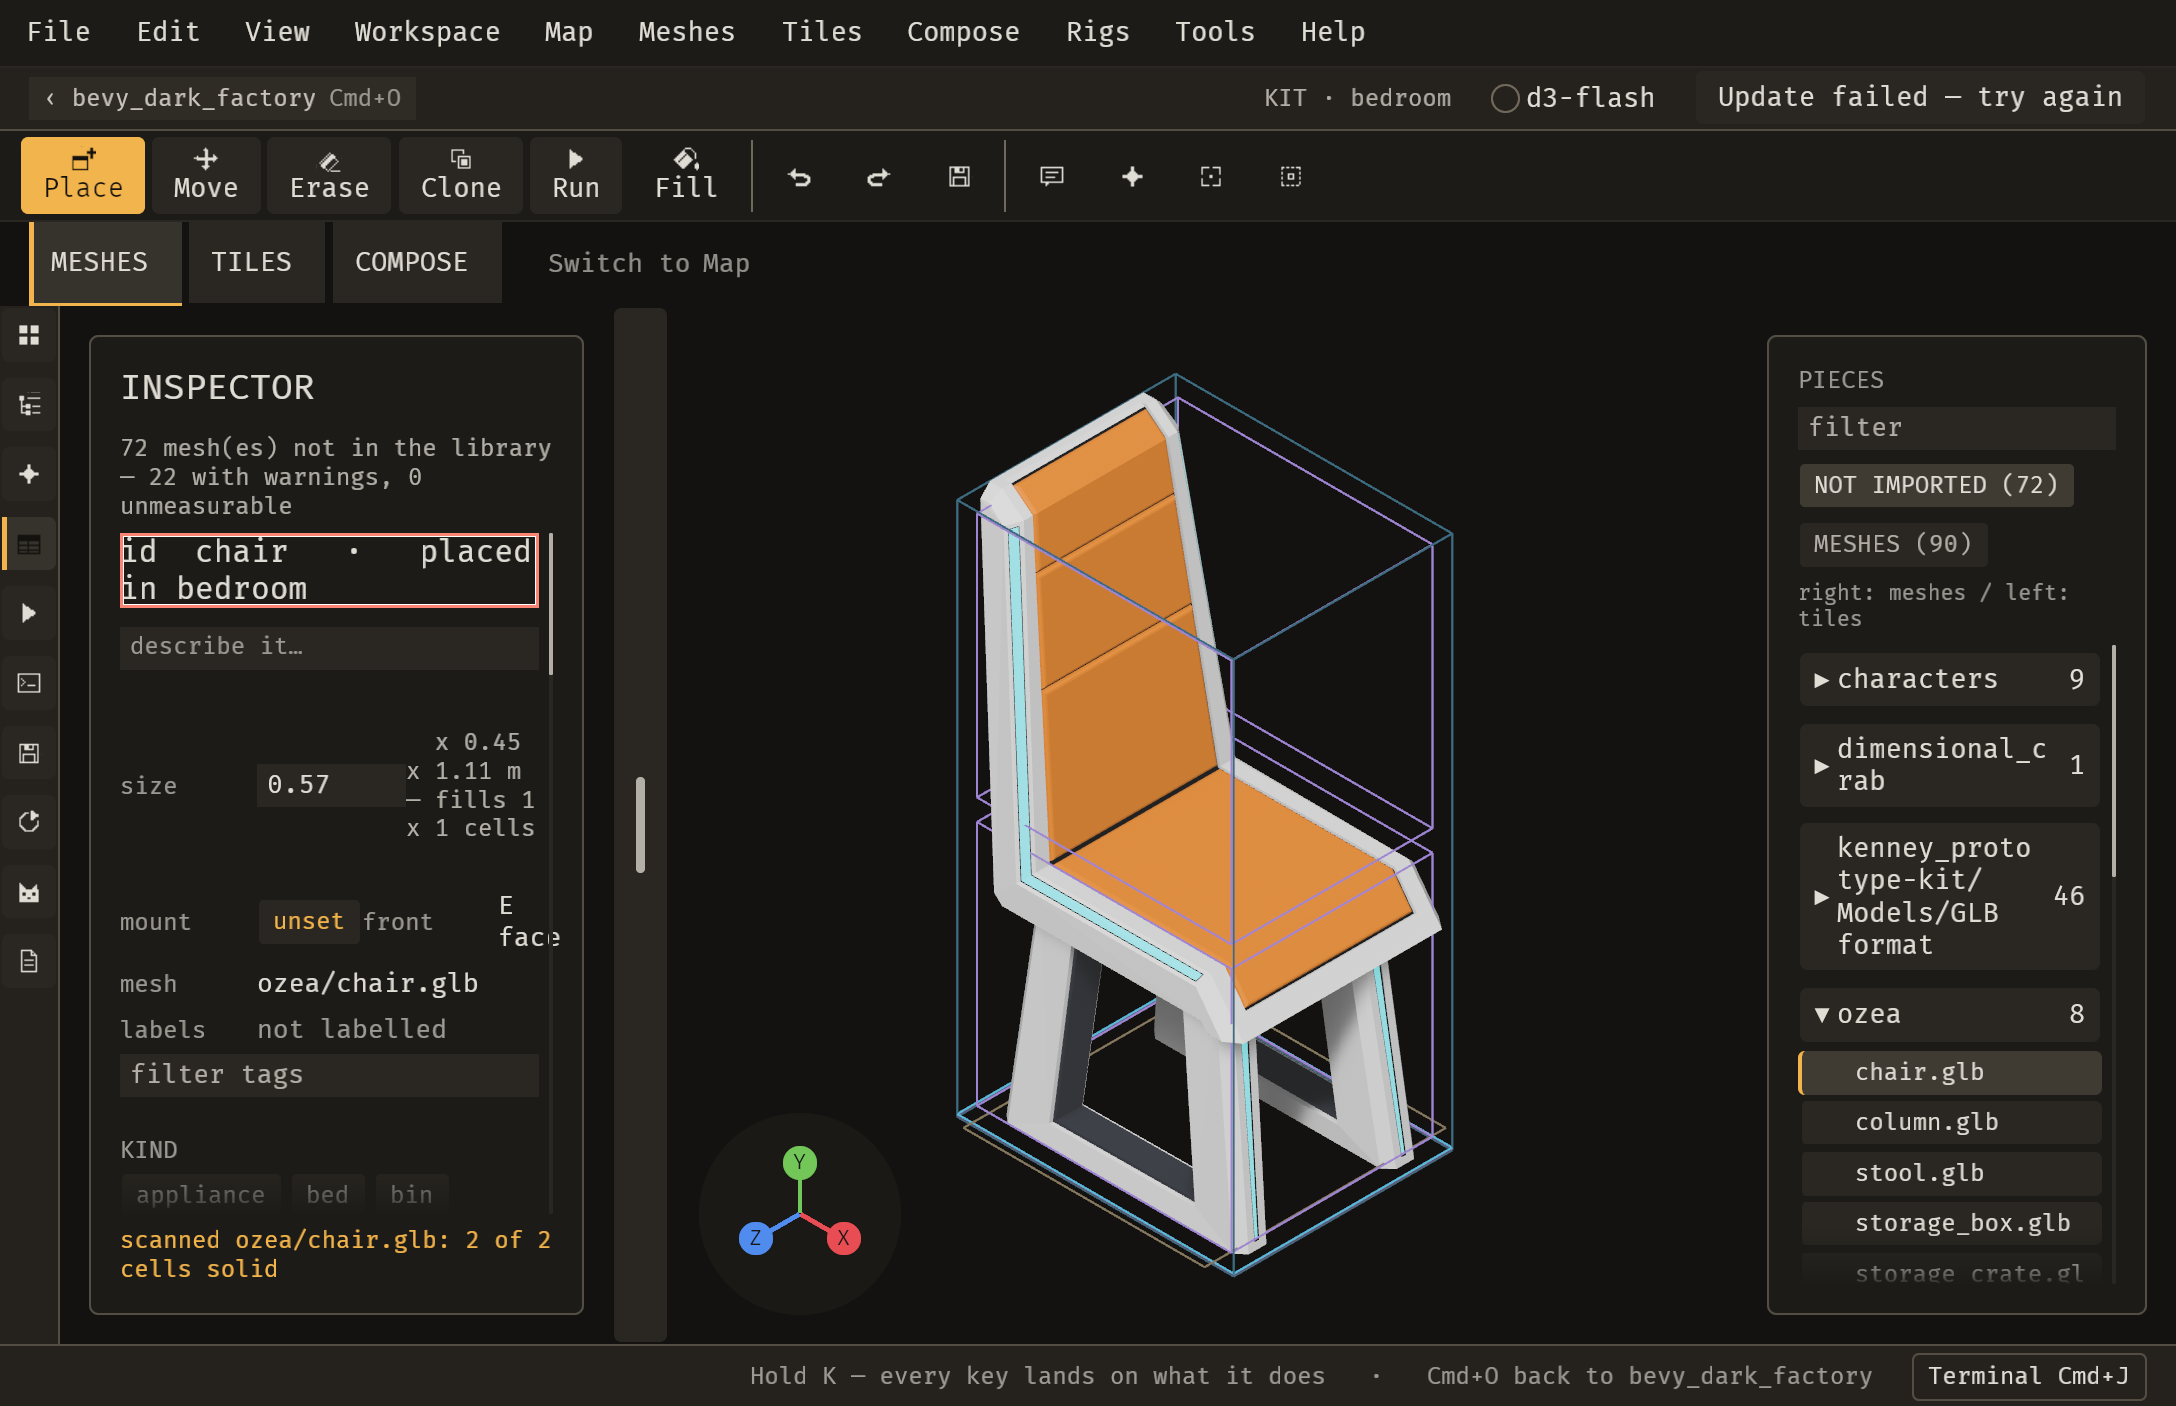 File Edit View Workspace Map Meshes Tiles Compose Rigs Tools Help
‹ bevy_dark_factory Cmd+O
KIT · bedroom
d3-flash
Update failed — try again
Place
Move
Erase
Clone
Run
Fill
MESHES
TILES
COMPOSE
Switch to Map
INSPECTOR
72 mesh(es) not in the library
— 22 with warnings, 0
unmeasurable
id chair · placed
in bedroom
describe it…
size
0.57
x 0.45
x 1.11 m
— fills 1
x 1 cells
mount
unset
front
E
face
mesh
ozea/chair.glb
labels
not labelled
filter tags
KIND
appliance
bed
bin
scanned ozea/chair.glb: 2 of 2
cells solid
Y
Z
X
PIECES
filter
NOT IMPORTED (72)
MESHES (90)
right: meshes / left:
tiles
▶ characters 9
▶ dimensional_c
rab
1
▶ kenney_proto
type-kit/
Models/GLB
format
46
▼ ozea 8
chair.glb
column.glb
stool.glb
storage_box.glb
storage_crate.gl
Hold K — every key lands on what it does · Cmd+O back to bevy_dark_factory
Terminal Cmd+J